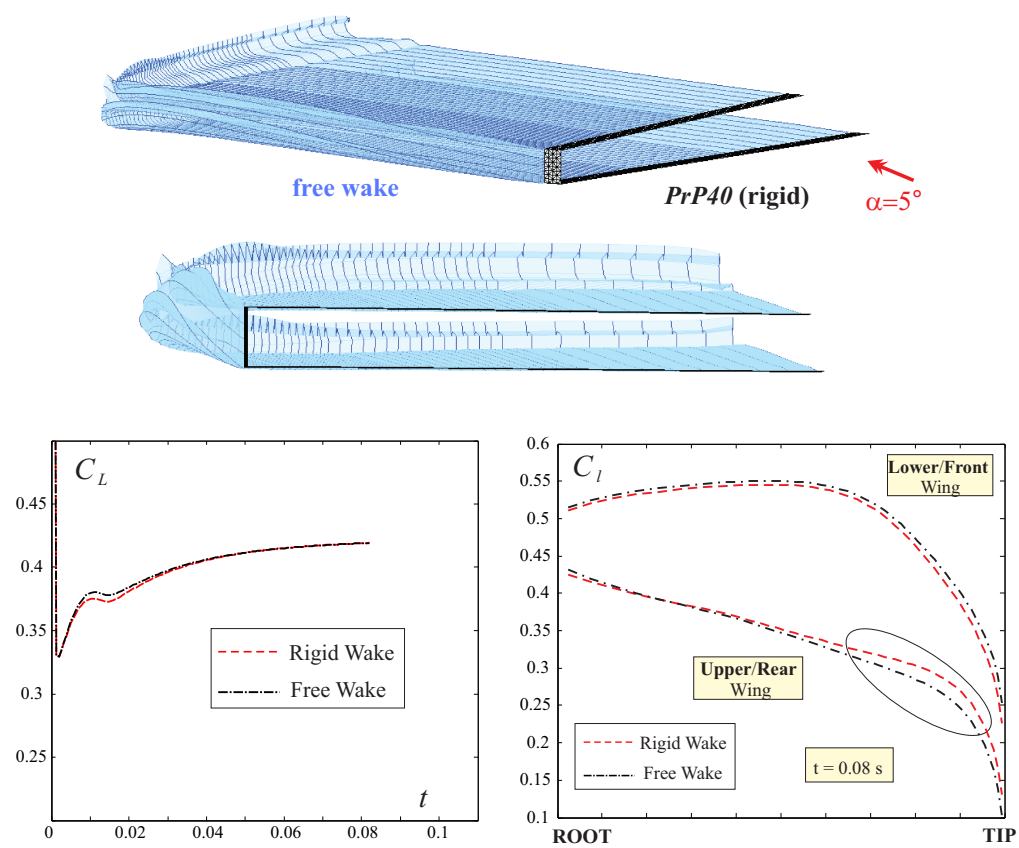 free wake
PrP40 (rigid)
α=5°
C_L
0.45
0.4
0.35
0.3
0.25
Rigid Wake
Free Wake
t
0
0.02
0.04
0.06
0.08
0.1
C_l
0.6
0.55
0.5
0.45
0.4
0.35
0.3
0.25
0.2
0.15
0.1
Lower/Front
Wing
Upper/Rear
Wing
Rigid Wake
Free Wake
t = 0.08 s
ROOT
TIP